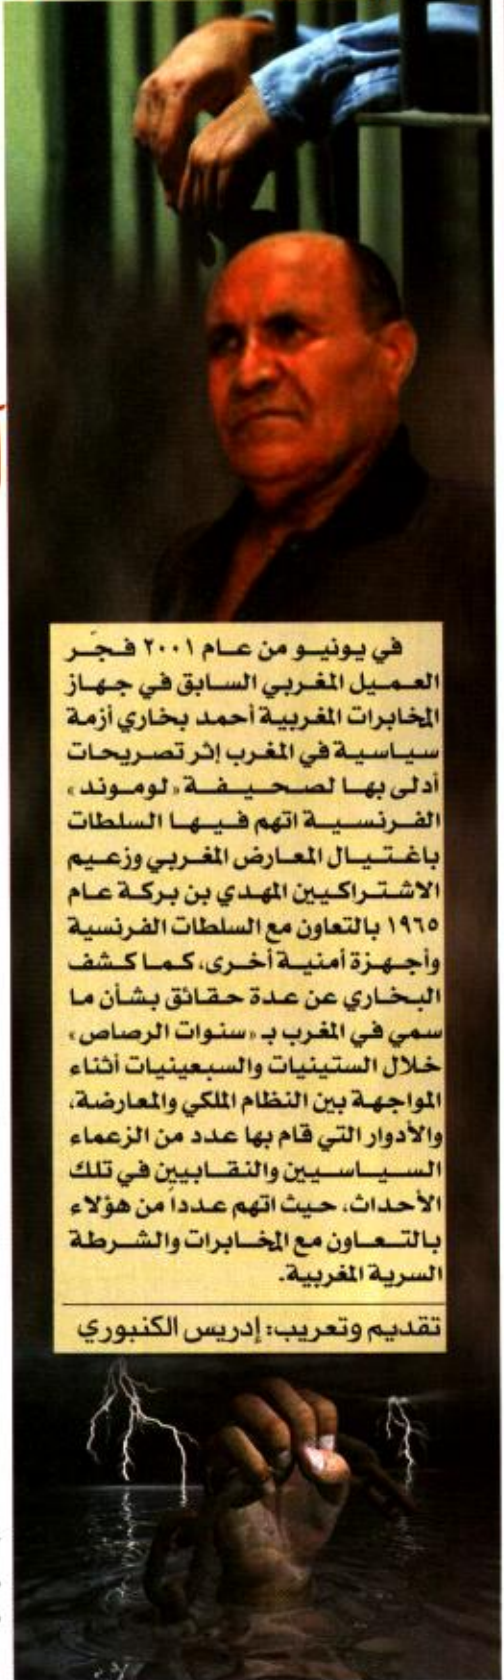 في يونيو من عام ٢٠٠١ فجّر
العميل المغربي السابق في جهاز
المخابرات المغربية أحمد بخاري أزمة
سياسية في المغرب إثر تصريحات
أدلى بها لصحيفة «لوموند»
الفرنسية اتهم فيها السلطات
باغتيال المعارض المغربي وزعيم
الاشتراكيين المهدي بن بركة عام
١٩٦٥ بالتعاون مع السلطات الفرنسية
وأجهزة أمنية أخرى، كما كشف
البخاري عن عدة حقائق بشأن ما
سمي في المغرب بـ «سنوات الرصاص»
خلال الستينيات والسبعينيات أثناء
المواجهة بين النظام الملكي والمعارضة،
والأدوار التي قام بها عدد من الزعماء
السياسيين والنقابيين في تلك
الأحداث، حيث اتهم عدداً من هؤلاء
بالتعاون مع المخابرات والشرطة
السرية المغربية.
تقديم وتعريب: إدريس الكنبوري